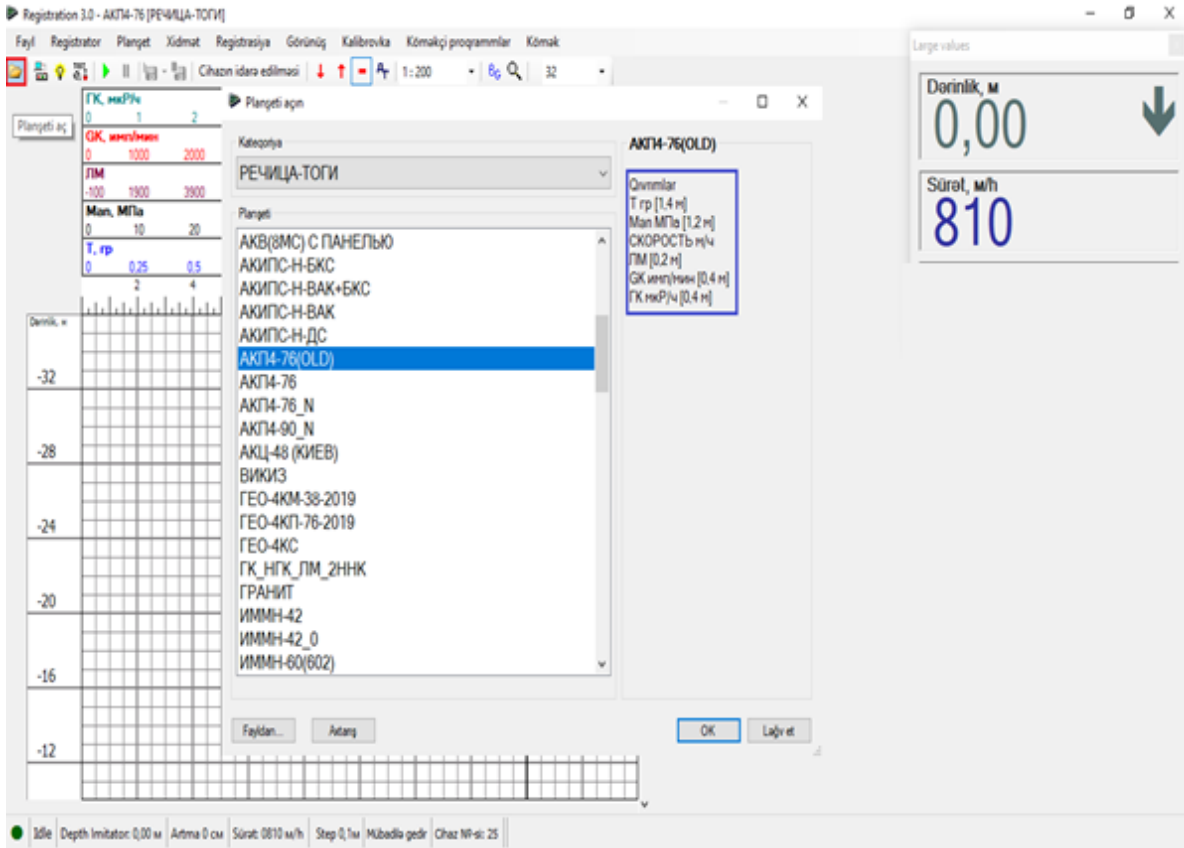 Registration 3.0 - АКП4-76 [РЕЧИЦА-ТОГИ]
Fayl Registrator Planşet Xidmət Registrasiya Görünüş Kalibrovka Köməkçi proqrammlar Kömək
Cihazın idarə edilməsi 1:200 32
Planşeti aç
ГК, мкР/ч
0 1 2
GK, имп/мин
0 1000 2000
ЛМ
-100 1900 3900
Man, МПа
0 10 20
T, гр
0 0,25 0,5
2 4
Dərinlik, м
-32
-28
-24
-20
-16
-12
Planşeti açın
Kateqoriya
РЕЧИЦА-ТОГИ
Planşeti
АКВ(8МС) С ПАНЕЛЬЮ
АКИПС-Н-БКС
АКИПС-Н-ВАК+БКС
АКИПС-Н-ВАК
АКИПС-Н-ДС
АКП4-76(OLD)
АКП4-76
АКП4-76_N
АКП4-90_N
АКЦ-48 (КИЕВ)
ВИКИЗ
ГЕО-4КМ-38-2019
ГЕО-4КП-76-2019
ГЕО-4КС
ГК_НГК_ЛМ_2ННК
ГРАНИТ
ИММН-42
ИММН-42_0
ИММН-60(602)
Fayldan... Axtarış
АКП4-76(OLD)
Qıvrımlar
T гр [1,4 м]
Man МПа [1,2 м]
СКОРОСТЬ м/ч
ЛМ [0,2 м]
GK имп/мин [0,4 м]
ГК мкР/ч [0,4 м]
OK Ləğv et
Large values
Dərinlik, м
0,00
Sürət, м/h
810
Idle Depth Imitator: 0,00 м Artma 0 см Sürət: 0810 м/h Step 0,1м Mübadilə gedir Cihaz №-si: 25